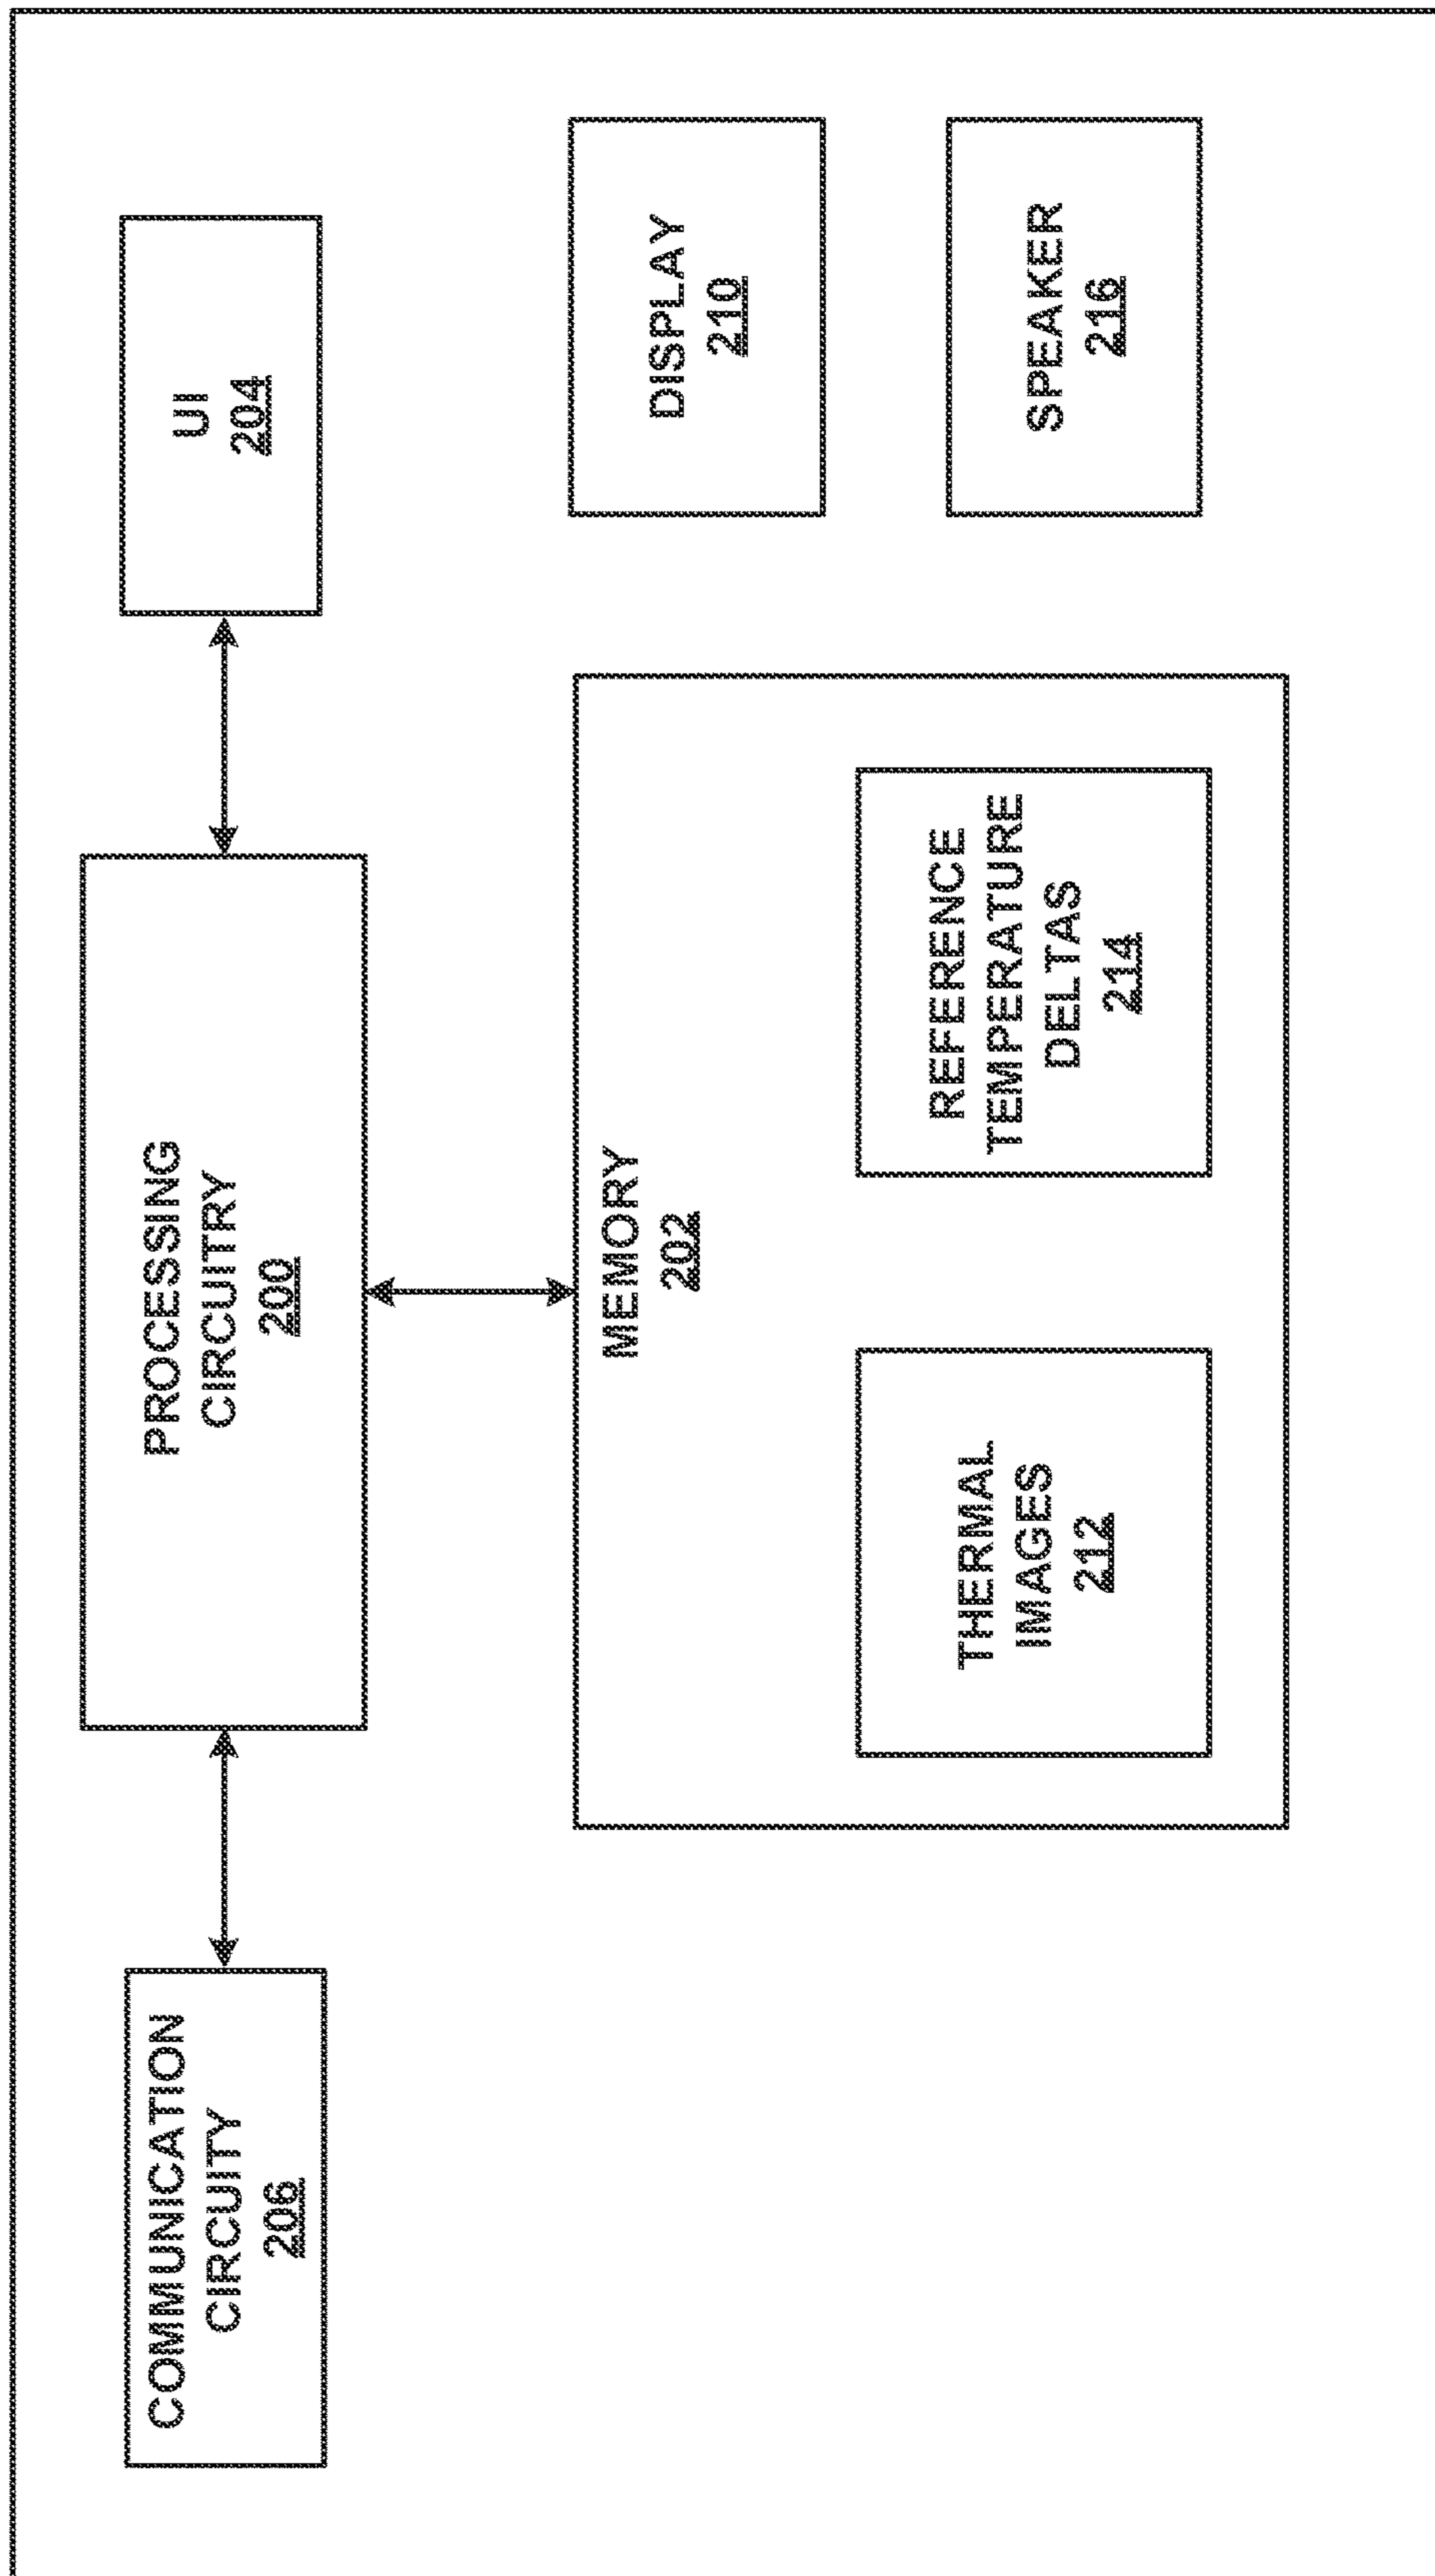 COMMUNICATION
CIRCUITY
206
PROCESSING
CIRCUITRY
200
UI
204
MEMORY
202
THERMAL
IMAGES
212
REFERENCE
TEMPERATURE
DELTAS
214
DISPLAY
210
SPEAKER
216